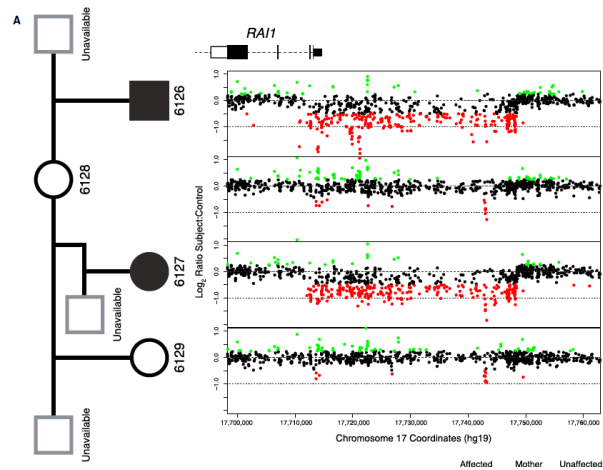 A
Unavailable
RAI1
6126
6128
6127
Unavailable
6129
Unavailable
Log2 Ratio Subject:Control
1.0
0.0
-1.0
1.0
0.0
-1.0
1.0
0.0
-1.0
1.0
0.0
-1.0
17,700,000
17,710,000
17,720,000
17,730,000
17,740,000
17,750,000
17,760,000
Chromosome 17 Coordinates (hg19)
Affected Mother Unaffected